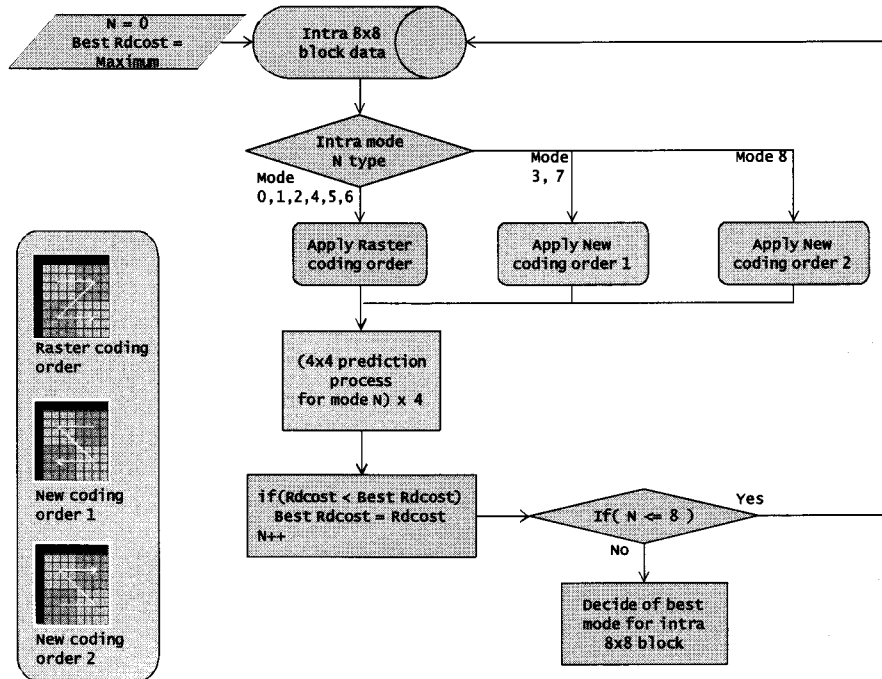 N = 0
Best Rdcost =
Maximum
Intra 8x8
block data
Intra mode
N type
Mode
0,1,2,4,5,6
Mode
3, 7
Mode 8
Apply Raster
coding order
Apply New
coding order 1
Apply New
coding order 2
Raster coding
order
New coding
order 1
New coding
order 2
(4x4 prediction
process
for mode N) x 4
if(Rdcost < Best Rdcost)
Best Rdcost = Rdcost
N++
If( N <= 8 )
Yes
No
Decide of best
mode for intra
8x8 block